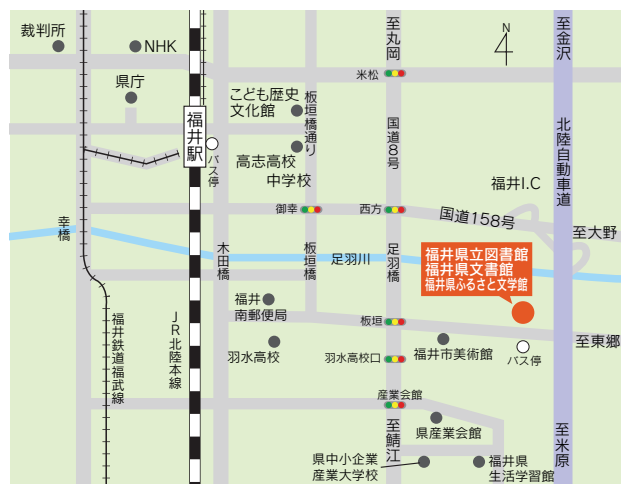 裁判所
NHK
県庁
福井駅
バス停
こども歴史
文化館
高志高校
中学校
板垣橋通り
至丸岡
米松
国道8号
N
至金沢
北陸自動車道
福井I.C
国道158号
至大野
御幸
西方
幸橋
木田橋
板垣橋
足羽川
足羽橋
福井県立図書館
福井県文書館
福井県ふるさと文学館
福井
南郵便局
羽水高校
板垣
羽水高校口
福井市美術館
バス停
至東郷
福井鉄道福武線
JR北陸本線
産業会館
県産業会館
至鯖江
至米原
県中小企業
産業大学校
福井県
生活学習館